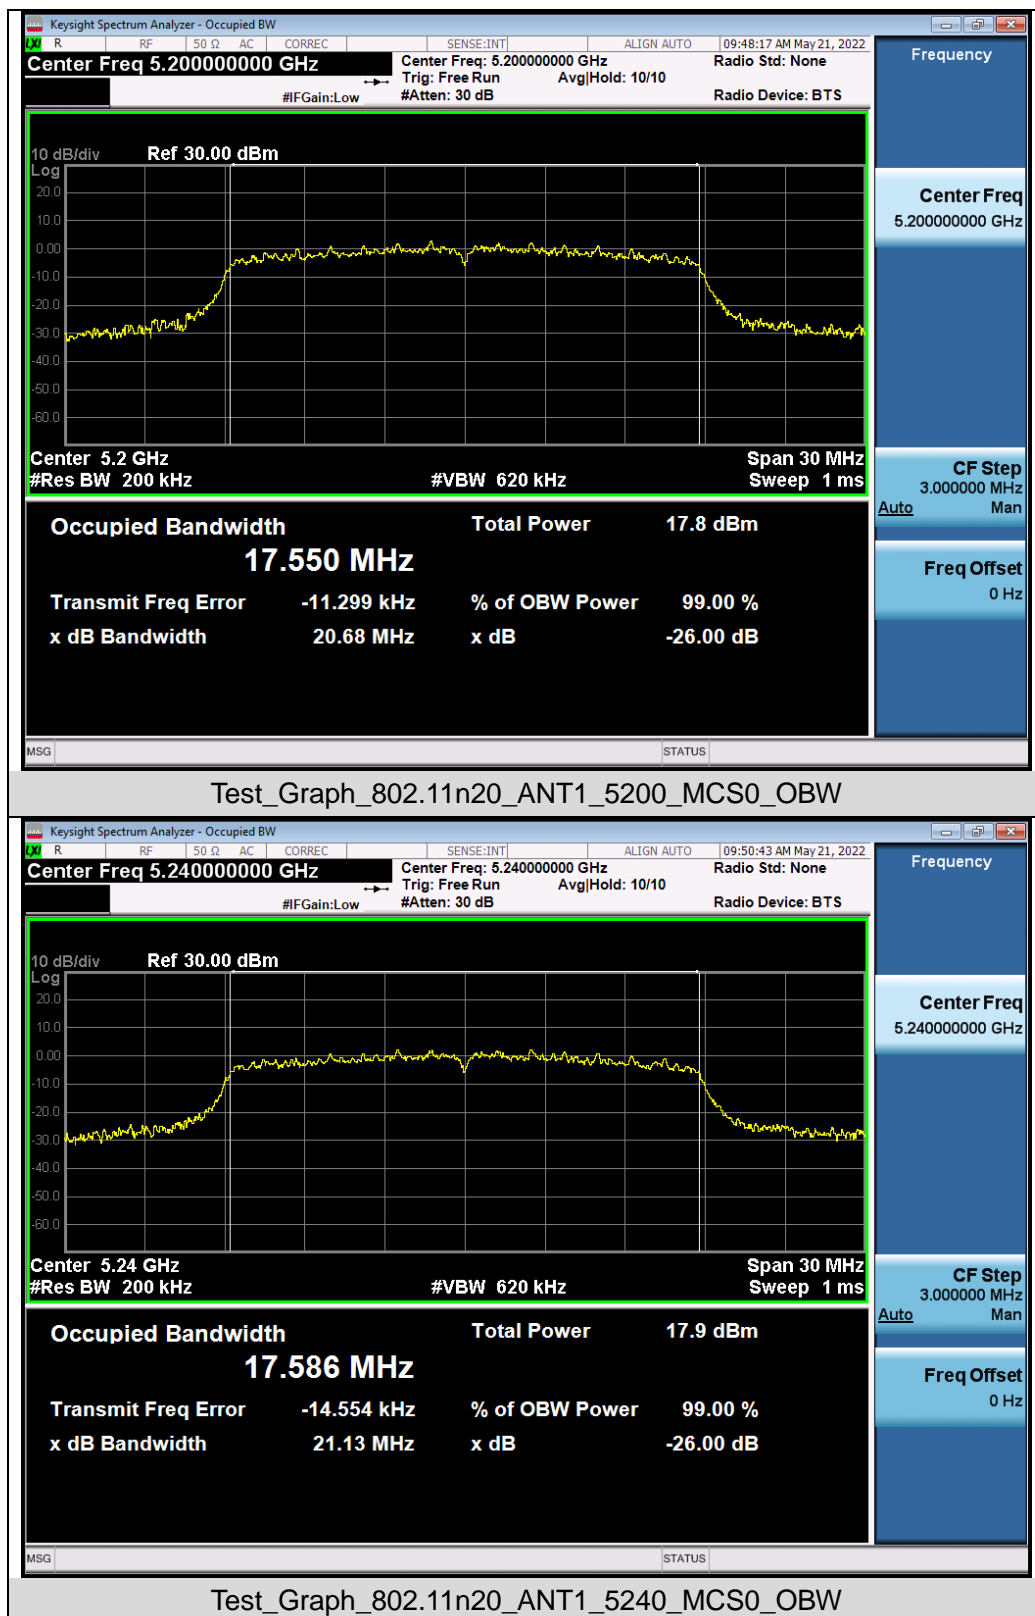 Keysight Spectrum Analyzer - Occupied BW
LXI R RF 50 Ω AC CORREC SENSE:INT ALIGN AUTO 09:48:17 AM May 21, 2022
Center Freq 5.200000000 GHz
Center Freq: 5.200000000 GHz
Radio Std: None
Trig: Free Run Avg|Hold: 10/10
#IFGain:Low
#Atten: 30 dB
Radio Device: BTS
Frequency
10 dB/div Ref 30.00 dBm
Log
20.0
10.0
0.00
-10.0
-20.0
-30.0
-40.0
-50.0
-60.0
Center Freq
5.200000000 GHz
Center 5.2 GHz
Span 30 MHz
#Res BW 200 kHz
#VBW 620 kHz
Sweep 1 ms
CF Step
3.000000 MHz
Auto Man
Freq Offset
0 Hz
Occupied Bandwidth
Total Power 17.8 dBm
17.550 MHz
Transmit Freq Error -11.299 kHz % of OBW Power 99.00 %
x dB Bandwidth 20.68 MHz x dB -26.00 dB
MSG STATUS
Test_Graph_802.11n20_ANT1_5200_MCS0_OBW
Keysight Spectrum Analyzer - Occupied BW
LXI R RF 50 Ω AC CORREC SENSE:INT ALIGN AUTO 09:50:43 AM May 21, 2022
Center Freq 5.240000000 GHz
Center Freq: 5.240000000 GHz
Radio Std: None
Trig: Free Run Avg|Hold: 10/10
#IFGain:Low
#Atten: 30 dB
Radio Device: BTS
Frequency
10 dB/div Ref 30.00 dBm
Log
20.0
10.0
0.00
-10.0
-20.0
-30.0
-40.0
-50.0
-60.0
Center Freq
5.240000000 GHz
Center 5.24 GHz
Span 30 MHz
#Res BW 200 kHz
#VBW 620 kHz
Sweep 1 ms
CF Step
3.000000 MHz
Auto Man
Freq Offset
0 Hz
Occupied Bandwidth
Total Power 17.9 dBm
17.586 MHz
Transmit Freq Error -14.554 kHz % of OBW Power 99.00 %
x dB Bandwidth 21.13 MHz x dB -26.00 dB
MSG STATUS
Test_Graph_802.11n20_ANT1_5240_MCS0_OBW